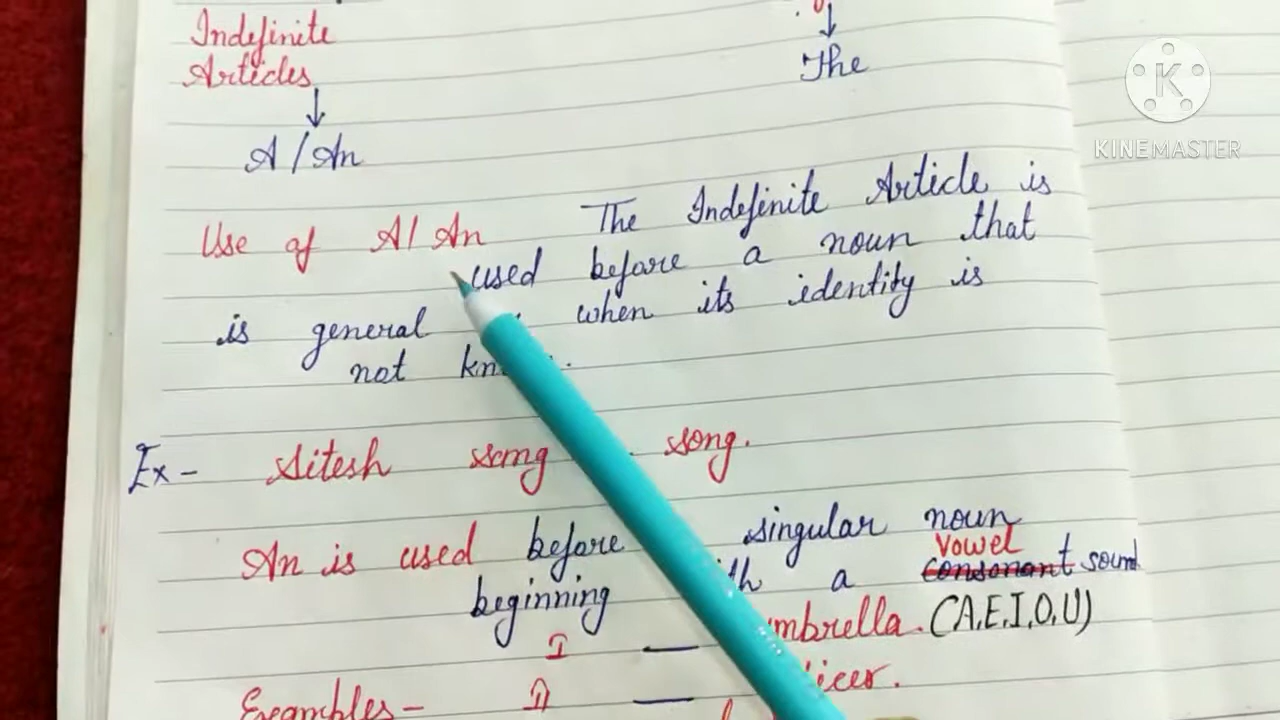 Indefinite
Articles
The
A/An
KINEMASTER
Use of A/An The Indefinite Article is
used before a noun that
is general when its identity is
not
Ex- Sitesh song song.
An is used before singular noun
vowel
beginning a consonant sound
(A,E,I,O,U)
I —
Examples- II —